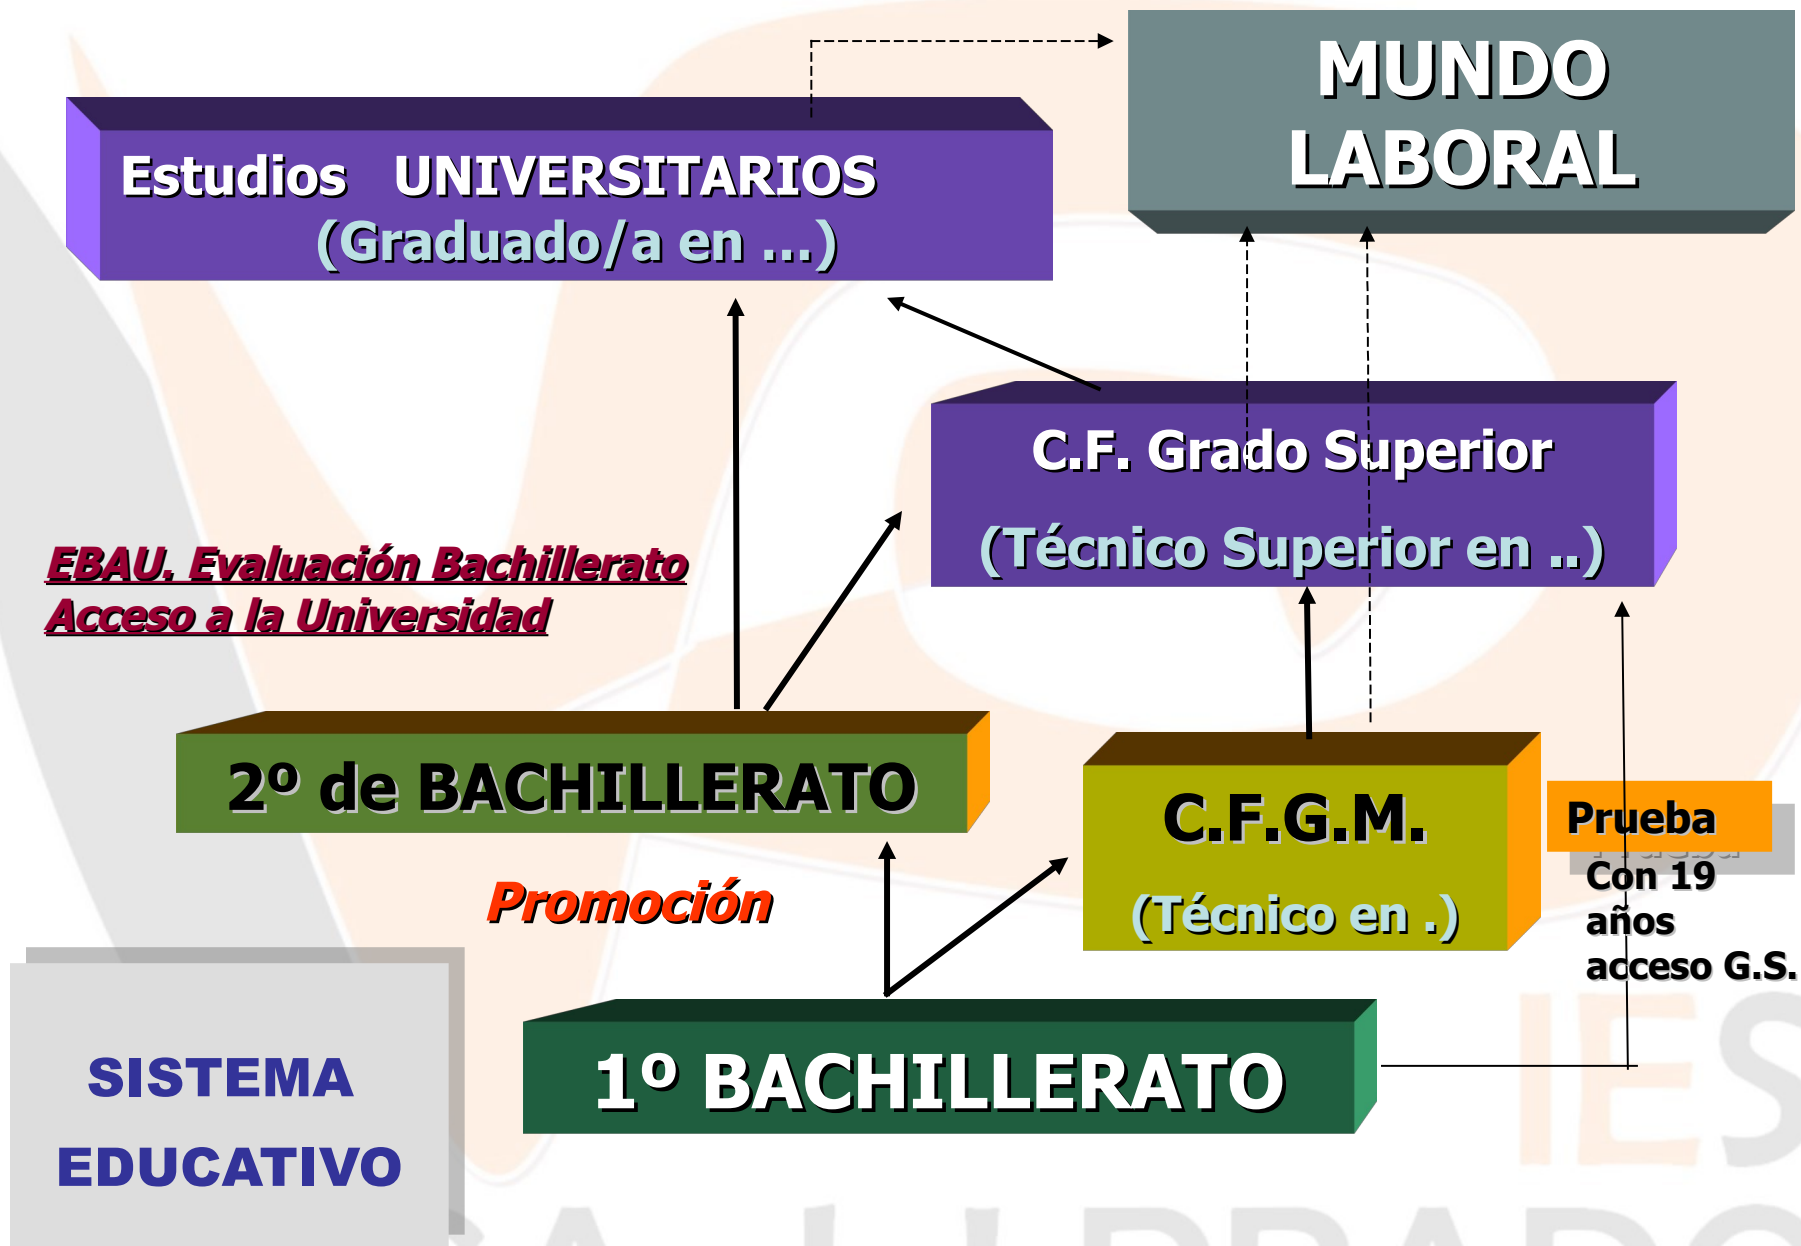 MUNDO
LABORAL
Estudios UNIVERSITARIOS
(Graduado/a en ...)
C.F. Grado Superior
(Técnico Superior en ..)
EBAU. Evaluación Bachillerato
Acceso a la Universidad
2º de BACHILLERATO
C.F.G.M.
(Técnico en .)
Prueba
Con 19
años
acceso G.S.
Promoción
1º BACHILLERATO
SISTEMA
EDUCATIVO
IES